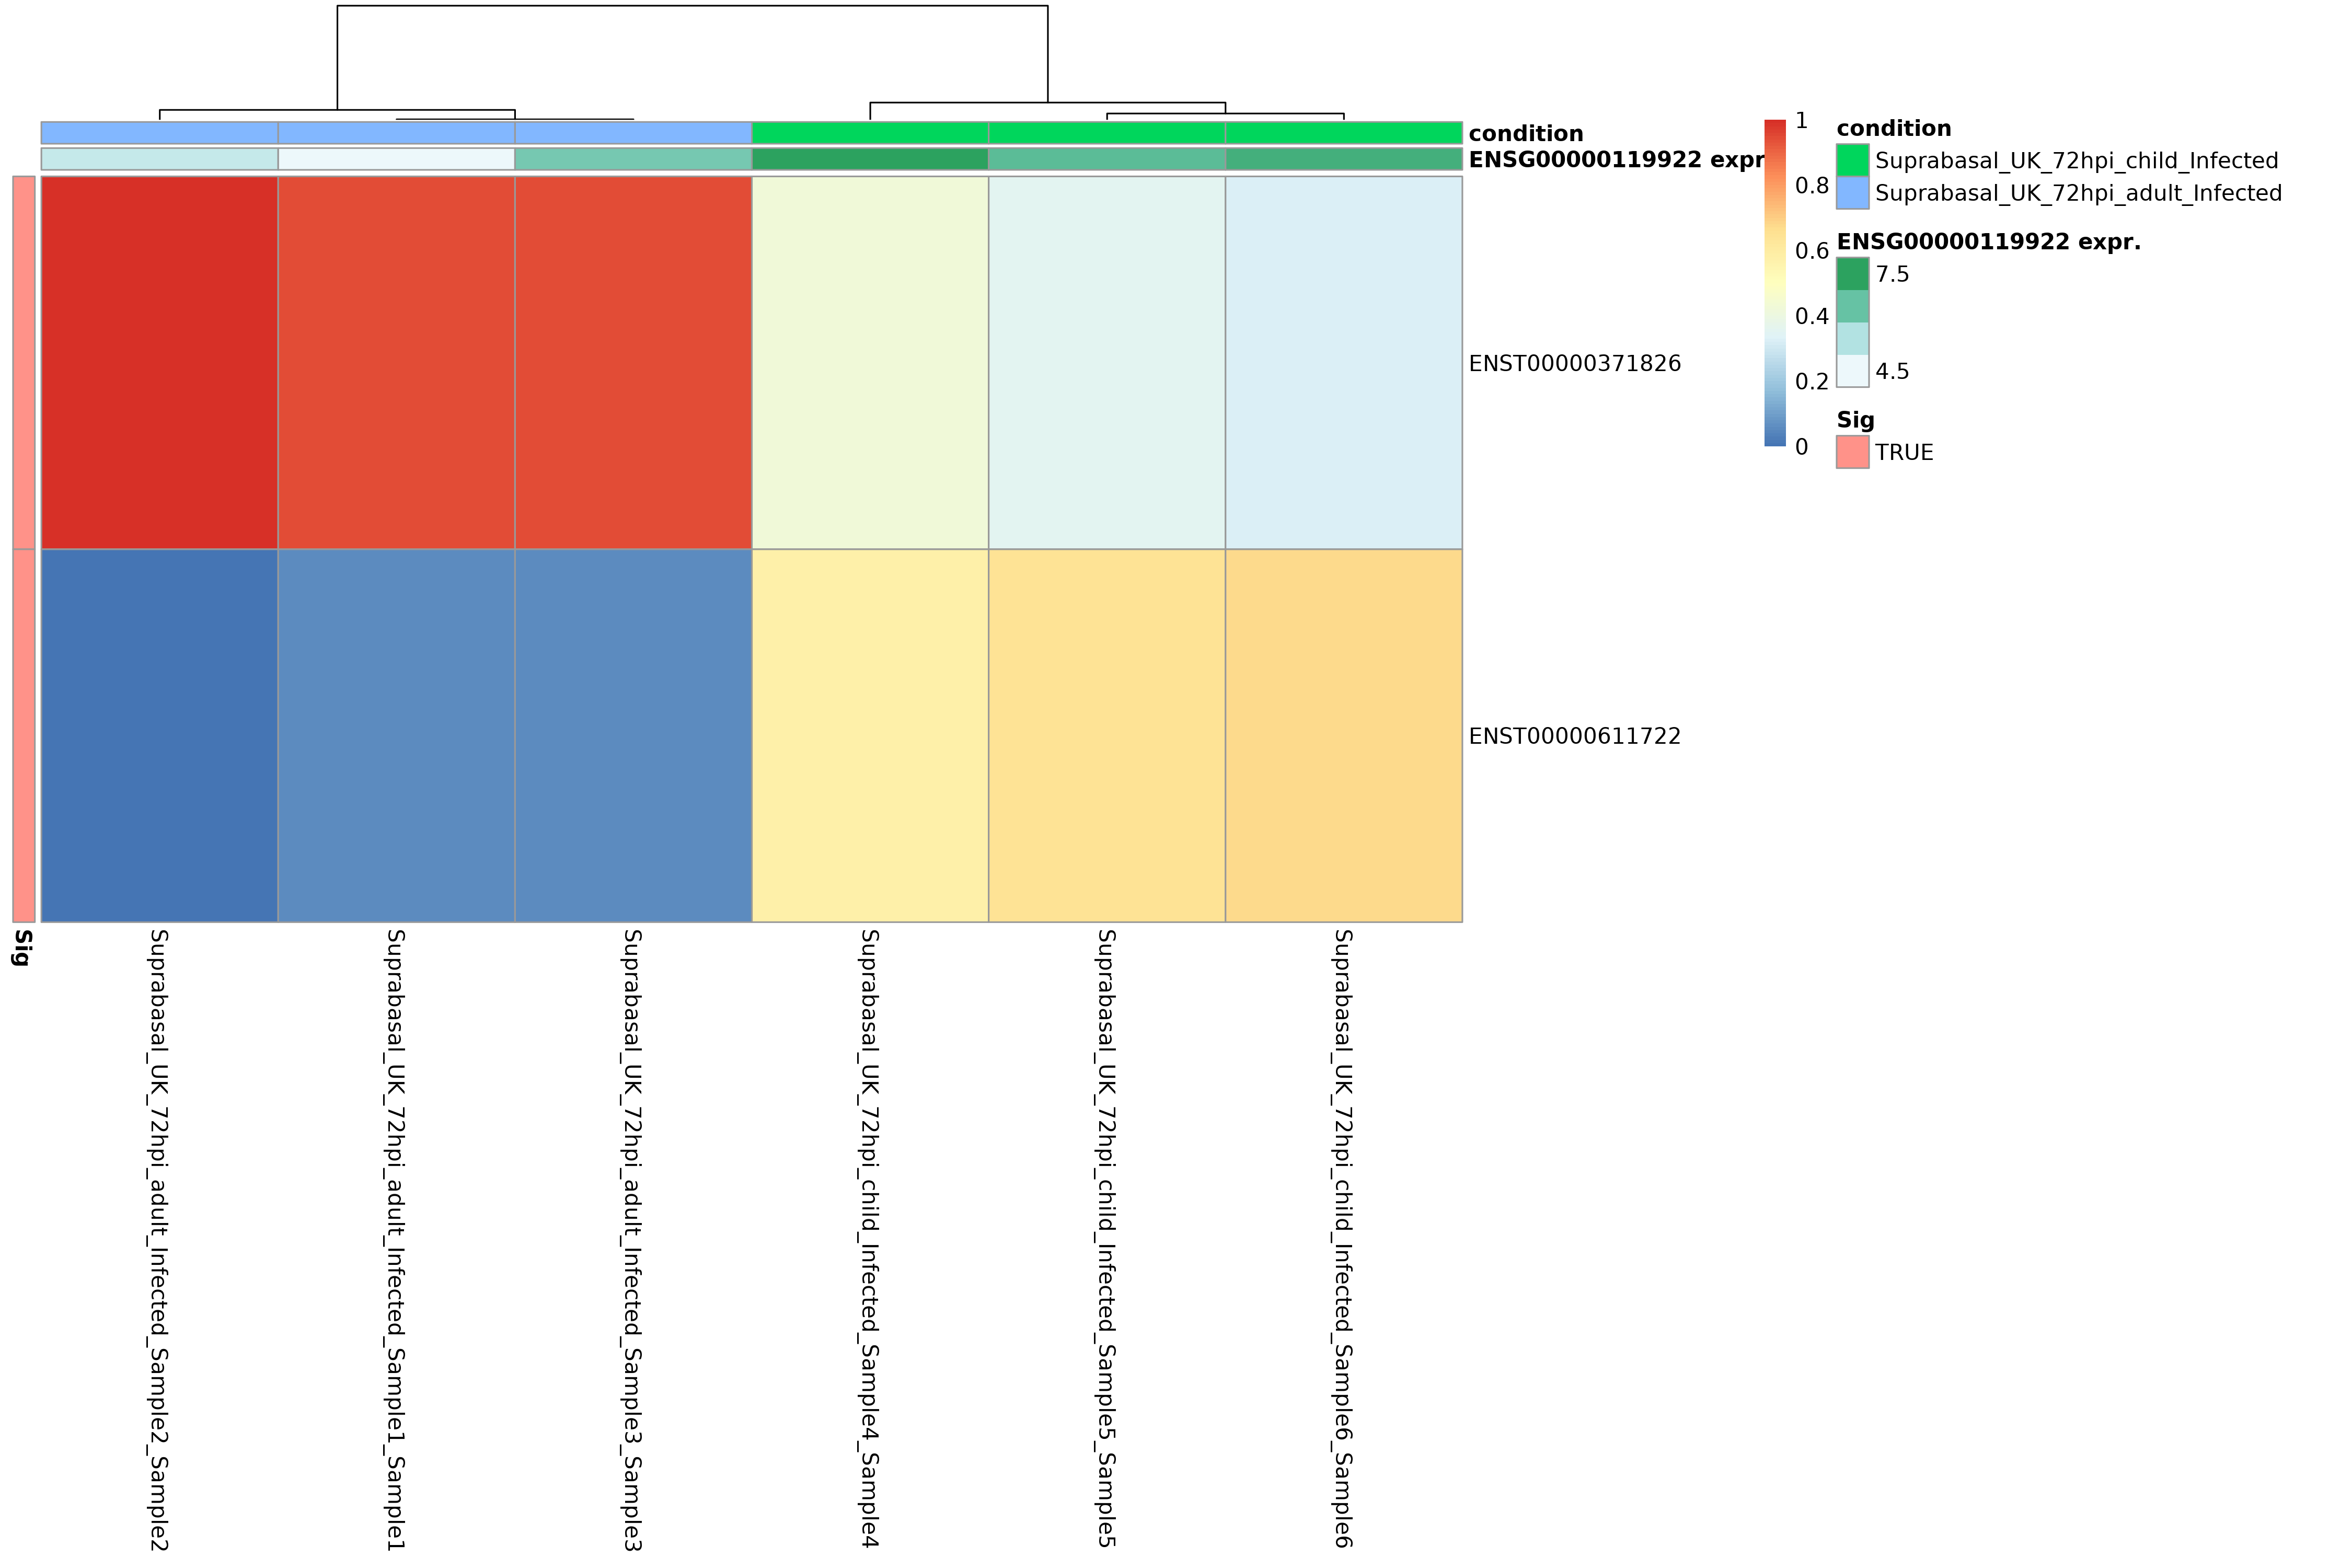 condition
ENSG00000119922 expr
ENST00000371826
ENST00000611722
Sig
Suprabasal_UK_72hpi_adult_Infected_Sample2_Sample2
Suprabasal_UK_72hpi_adult_Infected_Sample1_Sample1
Suprabasal_UK_72hpi_adult_Infected_Sample3_Sample3
Suprabasal_UK_72hpi_child_Infected_Sample4_Sample4
Suprabasal_UK_72hpi_child_Infected_Sample5_Sample5
Suprabasal_UK_72hpi_child_Infected_Sample6_Sample6
1
0.8
0.6
0.4
0.2
0
condition
Suprabasal_UK_72hpi_child_Infected
Suprabasal_UK_72hpi_adult_Infected
ENSG00000119922 expr.
7.5
4.5
Sig
TRUE